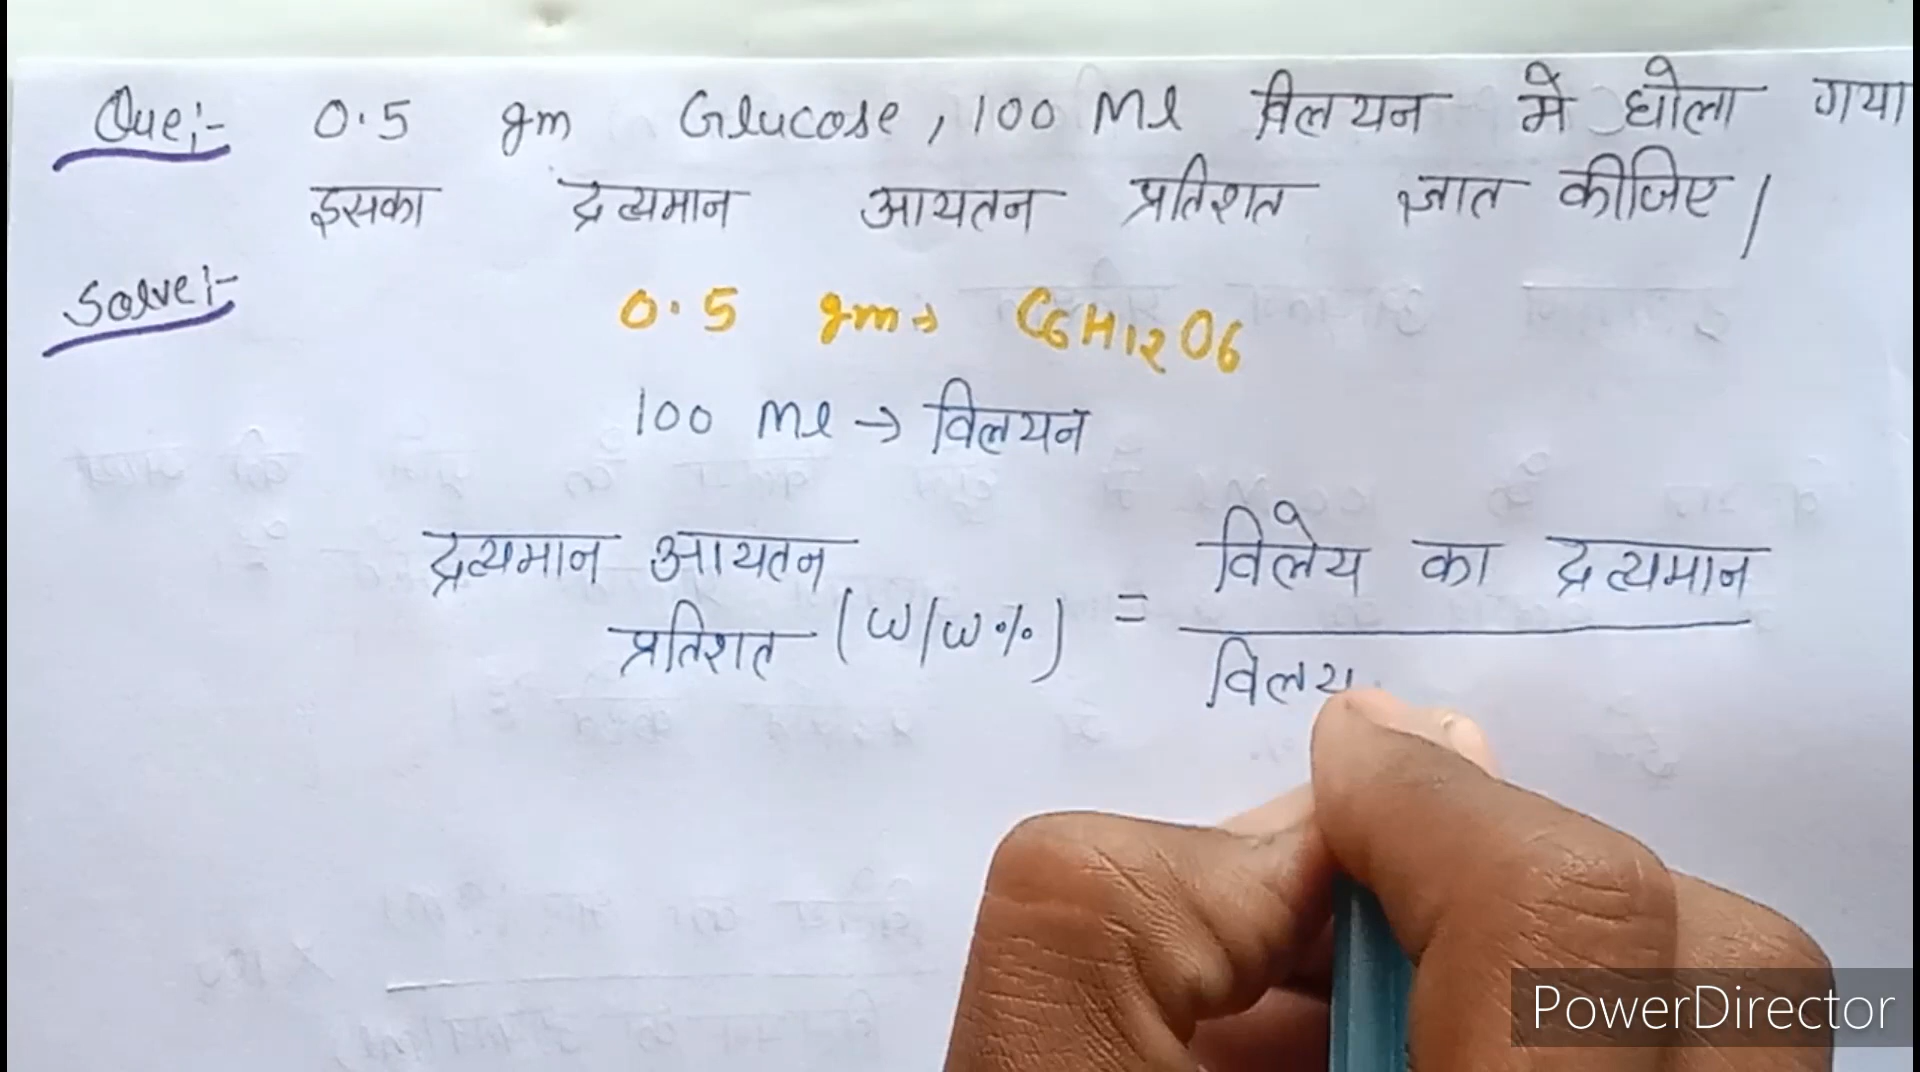 Que:- 0.5 gm Glucose, 100 Ml विलयन मे घोला गया
इसका द्रव्यमान आयतन प्रतिशत ज्ञात कीजिए।
Solve:-
0.5 gm→ C6H12O6
100 Ml → विलयन
द्रव्यमान आयतन
प्रतिशत (W/W%) =
विलेय का द्रव्यमान
विलय
PowerDirector